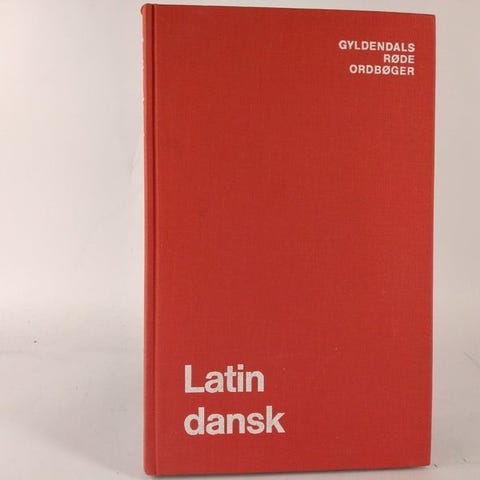 GYLDENDALS
RØDE
ORDBØGER
Latin
dansk